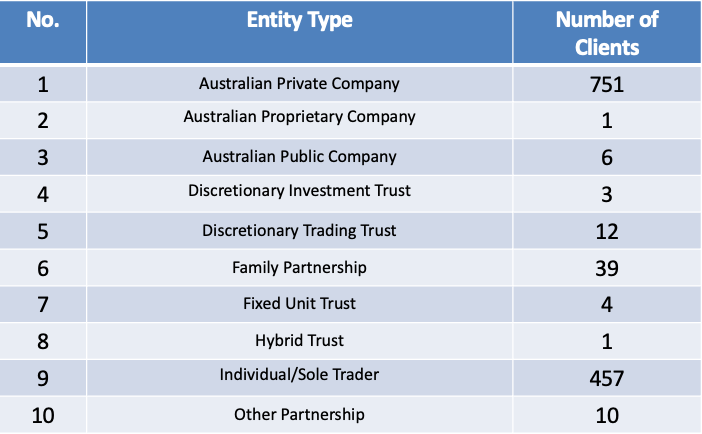 No. Entity Type Number of
Clients
1 Australian Private Company 751
2 Australian Proprietary Company 1
3 Australian Public Company 6
4 Discretionary Investment Trust 3
5 Discretionary Trading Trust 12
6 Family Partnership 39
7 Fixed Unit Trust 4
8 Hybrid Trust 1
9 Individual/Sole Trader 457
10 Other Partnership 10